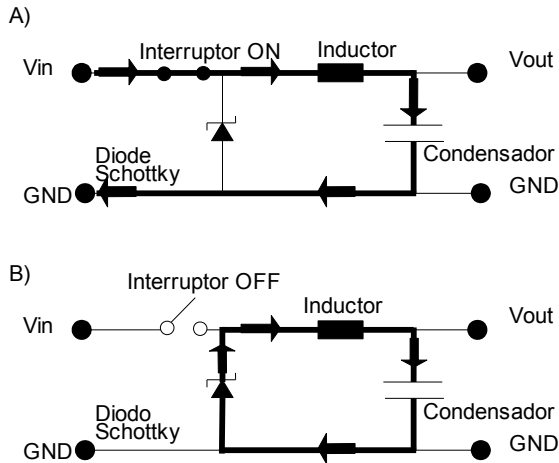 A)
Interruptor ON
Inductor
Vin
Vout
Diode
Schottky
Condensador
GND
GND
B)
Interruptor OFF
Inductor
Vin
Vout
Diodo
Schottky
Condensador
GND
GND